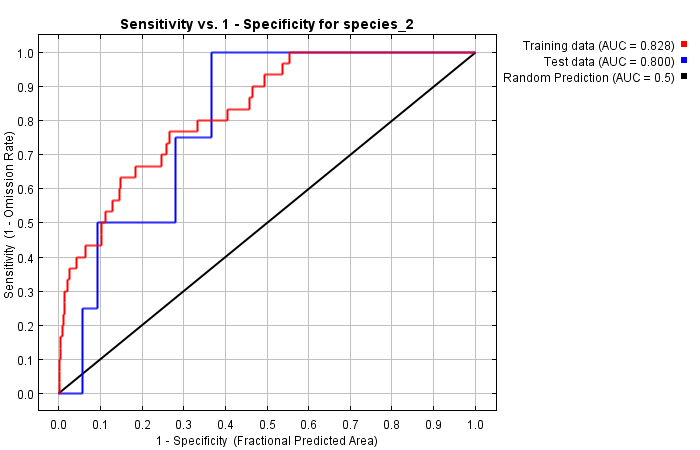 Sensitivity vs. 1 - Specificity for species_2
Training data (AUC = 0.828)
Test data (AUC = 0.800)
Random Prediction (AUC = 0.5)
Sensitivity (1 - Omission Rate)
1.0
0.9
0.8
0.7
0.6
0.5
0.4
0.3
0.2
0.1
0.0
0.0 0.1 0.2 0.3 0.4 0.5 0.6 0.7 0.8 0.9 1.0
1 - Specificity (Fractional Predicted Area)